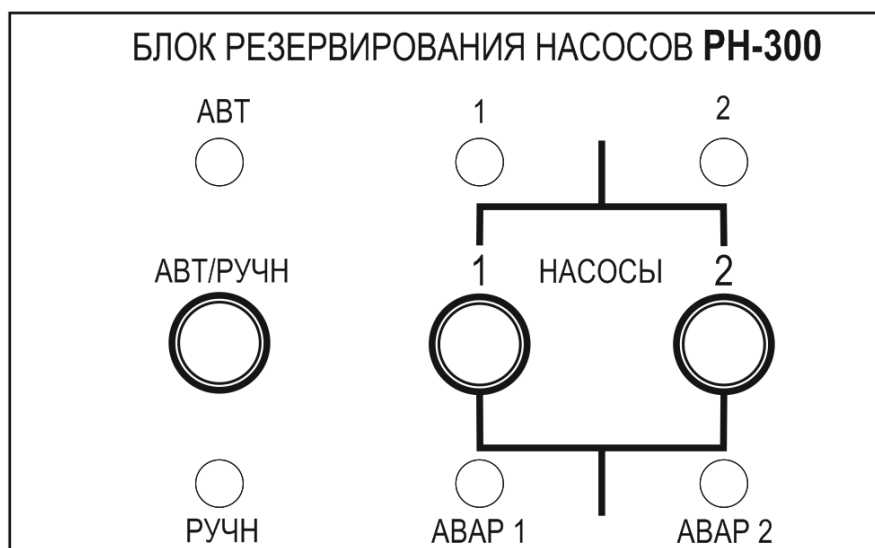 БЛОК РЕЗЕРВИРОВАНИЯ НАСОСОВ РН-300
АВТ 1 2
АВТ/РУЧН 1 НАСОСЫ 2
РУЧН АВАР 1 АВАР 2